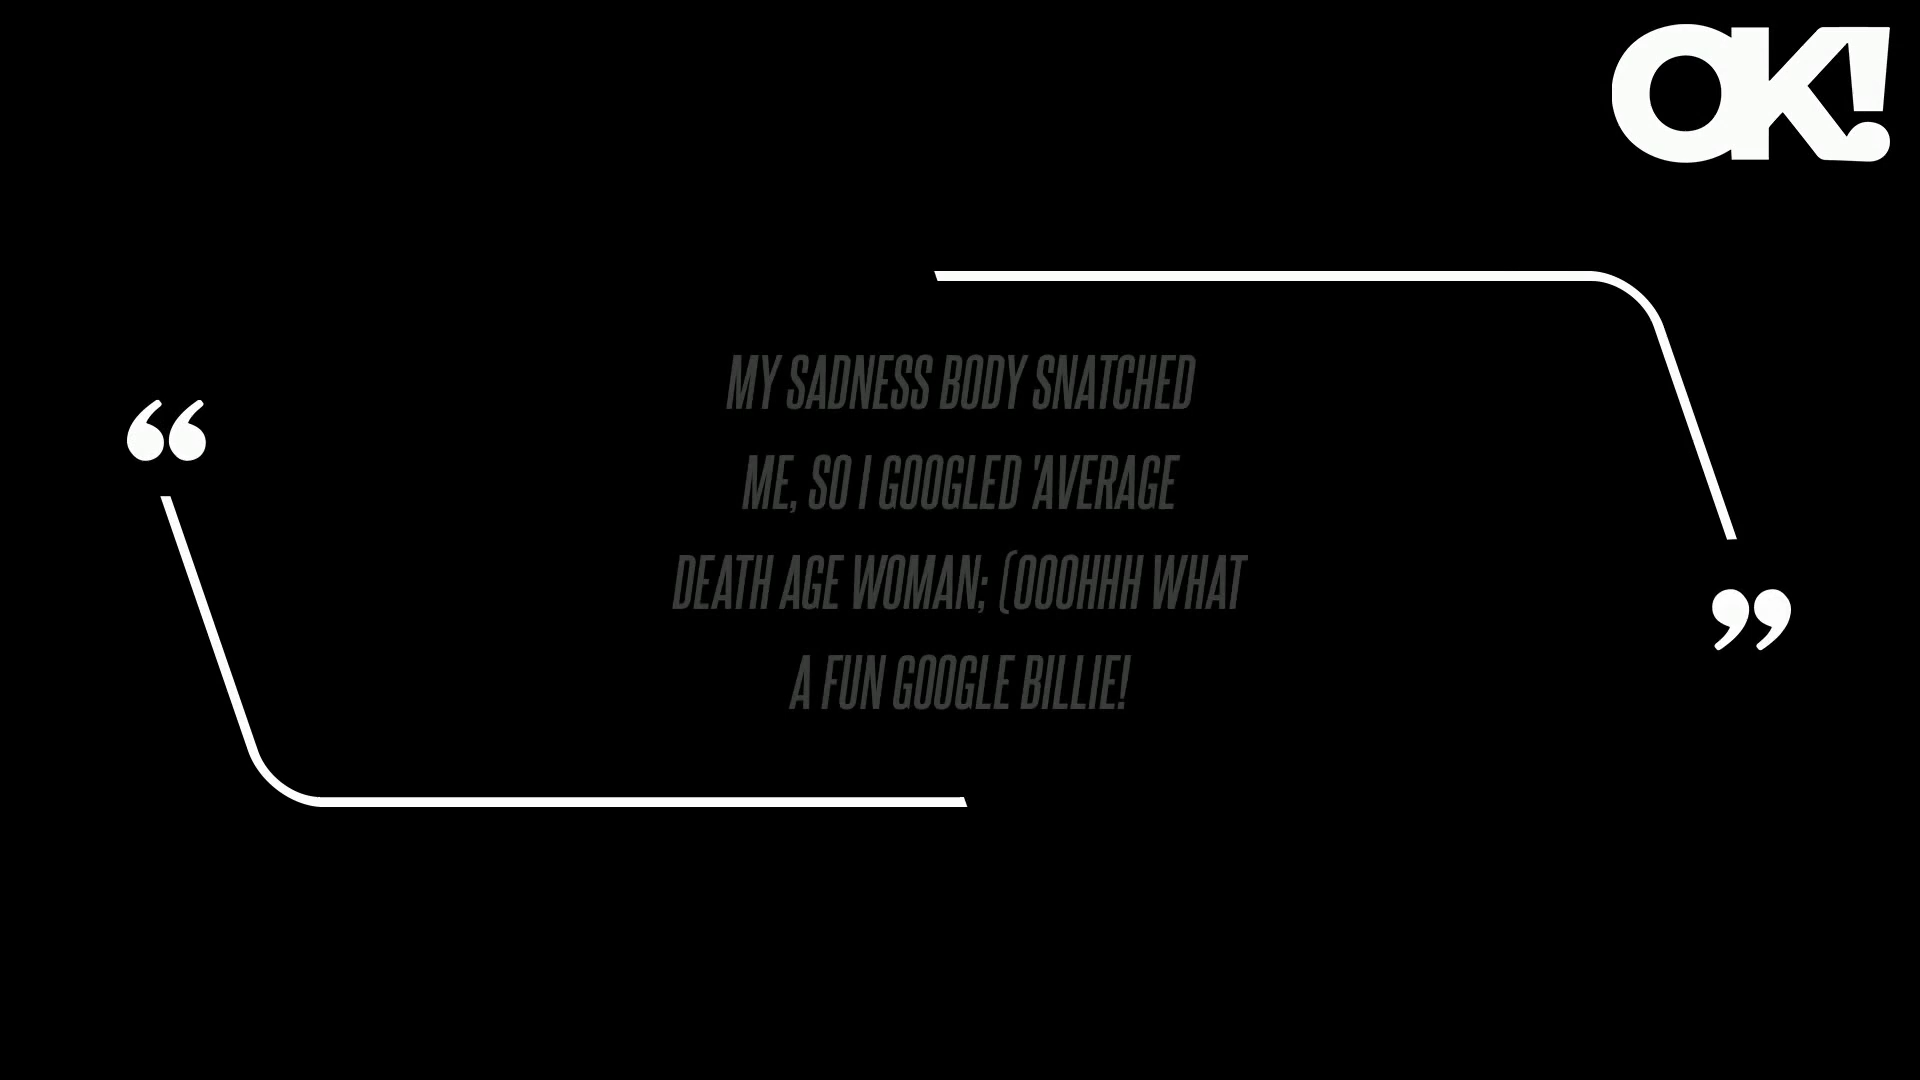 OK!
“
MY SADNESS BODY SNATCHED
ME, SO I GOOGLED 'AVERAGE
DEATH AGE WOMAN; (OOOHHH WHAT
A FUN GOOGLE BILLIE!
”